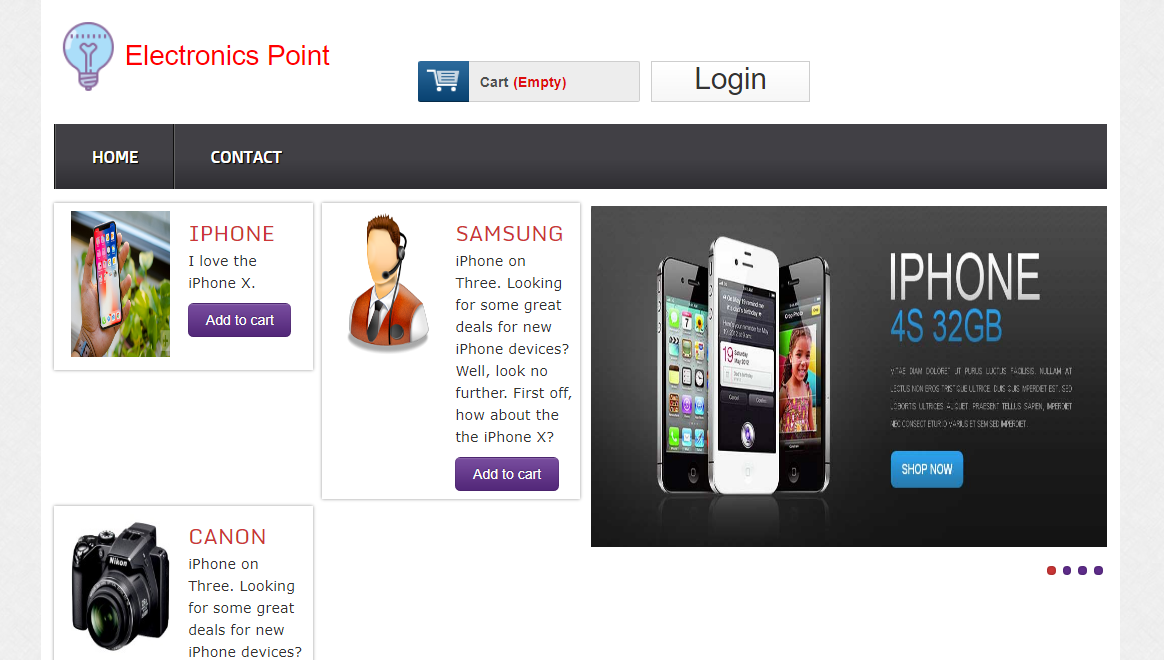 Electronics Point
Cart (Empty)
Login
HOME
CONTACT
IPHONE
I love the
iPhone X.
Add to cart
SAMSUNG
iPhone on
Three. Looking
for some great
deals for new
iPhone devices?
Well, look no
further. First off,
how about the
the iPhone X?
Add to cart
IPHONE
4S 32GB
VITAE DIAM DOLOREET UT PURUS LUCTUS FACILISIS. NULLAM AT
LECTUS NON EROS TRISTIQUE ULTRICE. DUIS QUIS IMPERDIET EST, SED
LOBORTIS ULTRICES ALIQUET. PRAESENT TELLUS SAPIEN, IMPERDIET
NEC CONSECTETUR ID VARIUS ET SEM SED IMPERDIET.
SHOP NOW
CANON
Nikon
iPhone on
Three. Looking
for some great
deals for new
iPhone devices?